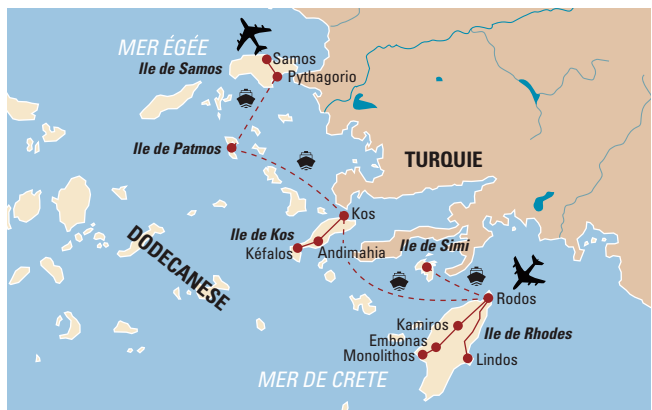 MER ÉGÉE
Samos
Ile de Samos
Pythagorio
Ile de Patmos
TURQUIE
Kos
Ile de Kos
Ile de Simi
Kéfalos
Andimahia
DODECANESE
Rodos
Kamiros
Ile de Rhodes
Embonas
Monolithos
Lindos
MER DE CRETE